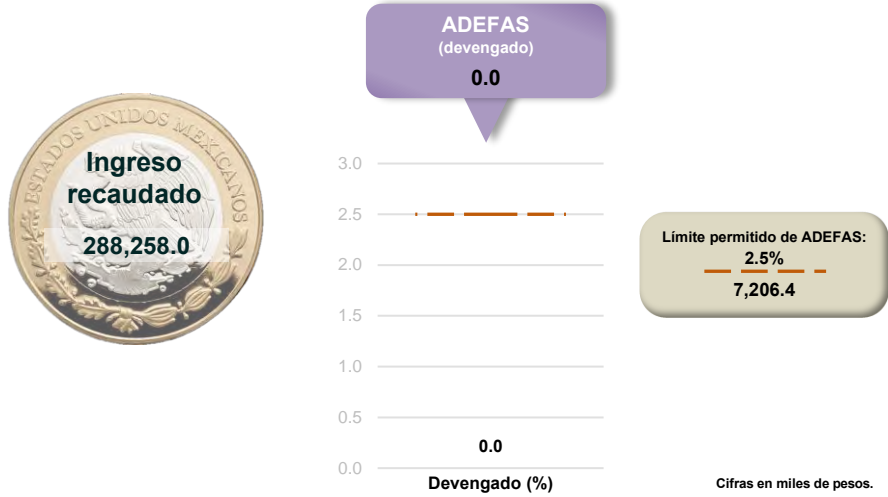 ADEFAS
(devengado)
0.0
ESTADOS UNIDOS MEXICANOS
Ingreso
recaudado
288,258.0
3.0
2.5
2.0
1.5
1.0
0.5
0.0
0.0
Devengado (%)
Límite permitido de ADEFAS:
2.5%
7,206.4
Cifras en miles de pesos.